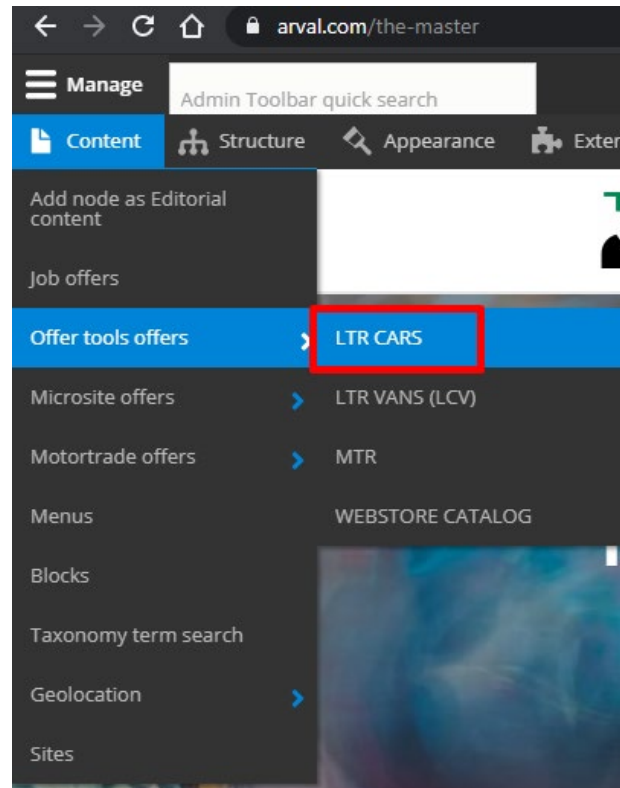 arval.com/the-master
Manage
Admin Toolbar quick search
Content
Structure
Appearance
Exter
Add node as Editorial
content
Job offers
Offer tools offers
LTR CARS
Microsite offers
LTR VANS (LCV)
Motortrade offers
MTR
Menus
WEBSTORE CATALOG
Blocks
Taxonomy term search
Geolocation
Sites